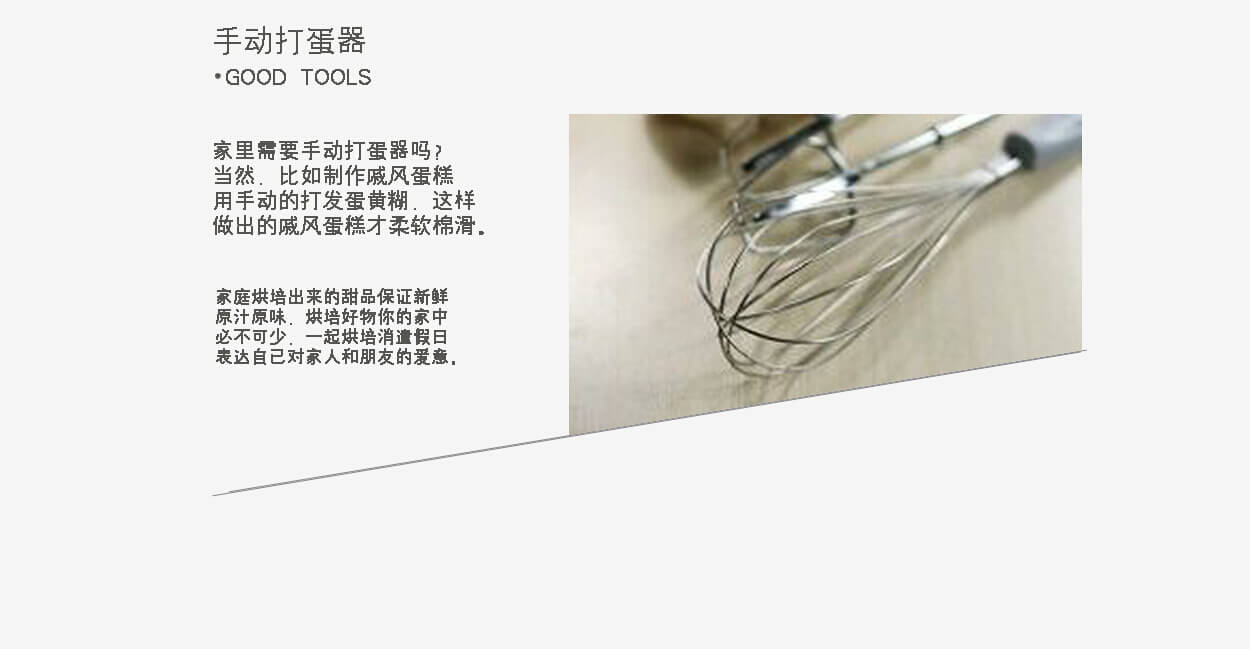 手动打蛋器
•GOOD TOOLS
家里需要手动打蛋器吗?
当然，比如制作戚风蛋糕
用手动的打发蛋黄糊，这样
做出的戚风蛋糕才柔软棉滑。
家庭烘培出来的甜品保证新鲜
原汁原味，烘培好物你的家中
必不可少，一起烘培消遣假日
表达自己对家人和朋友的爱意。